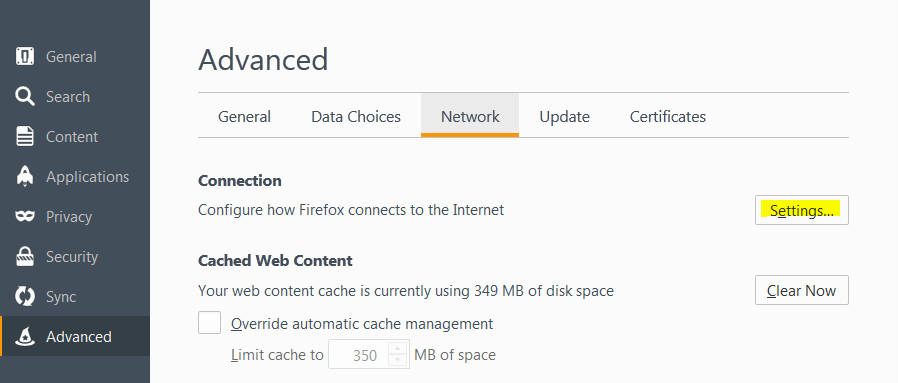 General
Search
Content
Applications
Privacy
Security
Sync
Advanced
Advanced
General Data Choices Network Update Certificates
Connection
Configure how Firefox connects to the Internet Settings...
Cached Web Content
Your web content cache is currently using 349 MB of disk space Clear Now
Override automatic cache management
Limit cache to 350 MB of space